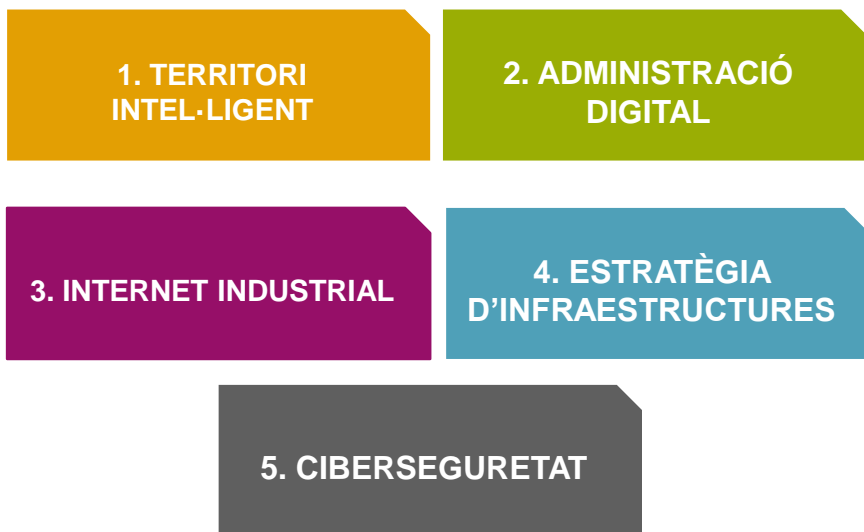 1. TERRITORI
INTEL·LIGENT
2. ADMINISTRACIÓ
DIGITAL
3. INTERNET INDUSTRIAL
4. ESTRATÈGIA
D’INFRAESTRUCTURES
5. CIBERSEGURETAT